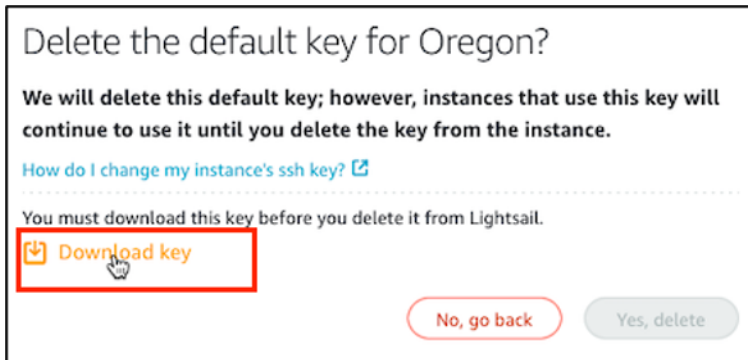 Delete the default key for Oregon?
We will delete this default key; however, instances that use this key will
continue to use it until you delete the key from the instance.
How do I change my instance's ssh key?
You must download this key before you delete it from Lightsail.
Download key
No, go back
Yes, delete